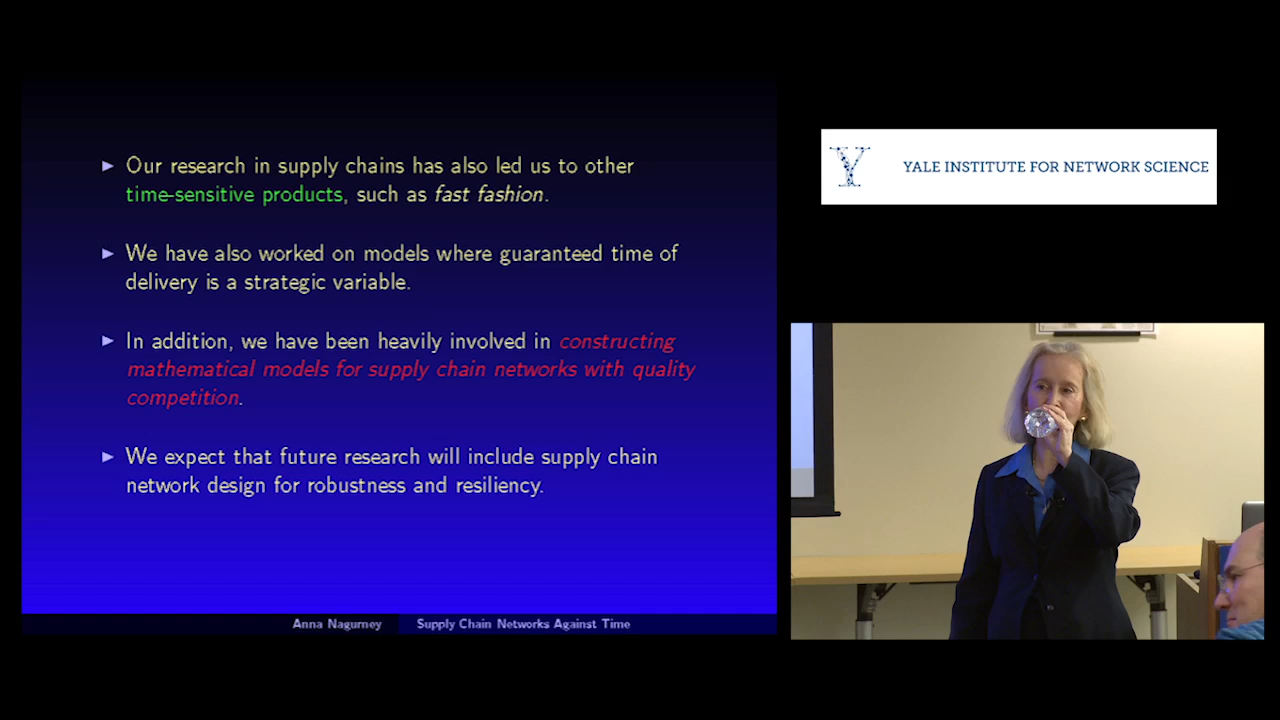 Our research in supply chains has also led us to other
time-sensitive products, such as fast fashion.
We have also worked on models where guaranteed time of
delivery is a strategic variable.
In addition, we have been heavily involved in constructing
mathematical models for supply chain networks with quality
competition.
We expect that future research will include supply chain
network design for robustness and resiliency.
Anna Nagurney
Supply Chain Networks Against Time
YALE INSTITUTE FOR NETWORK SCIENCE